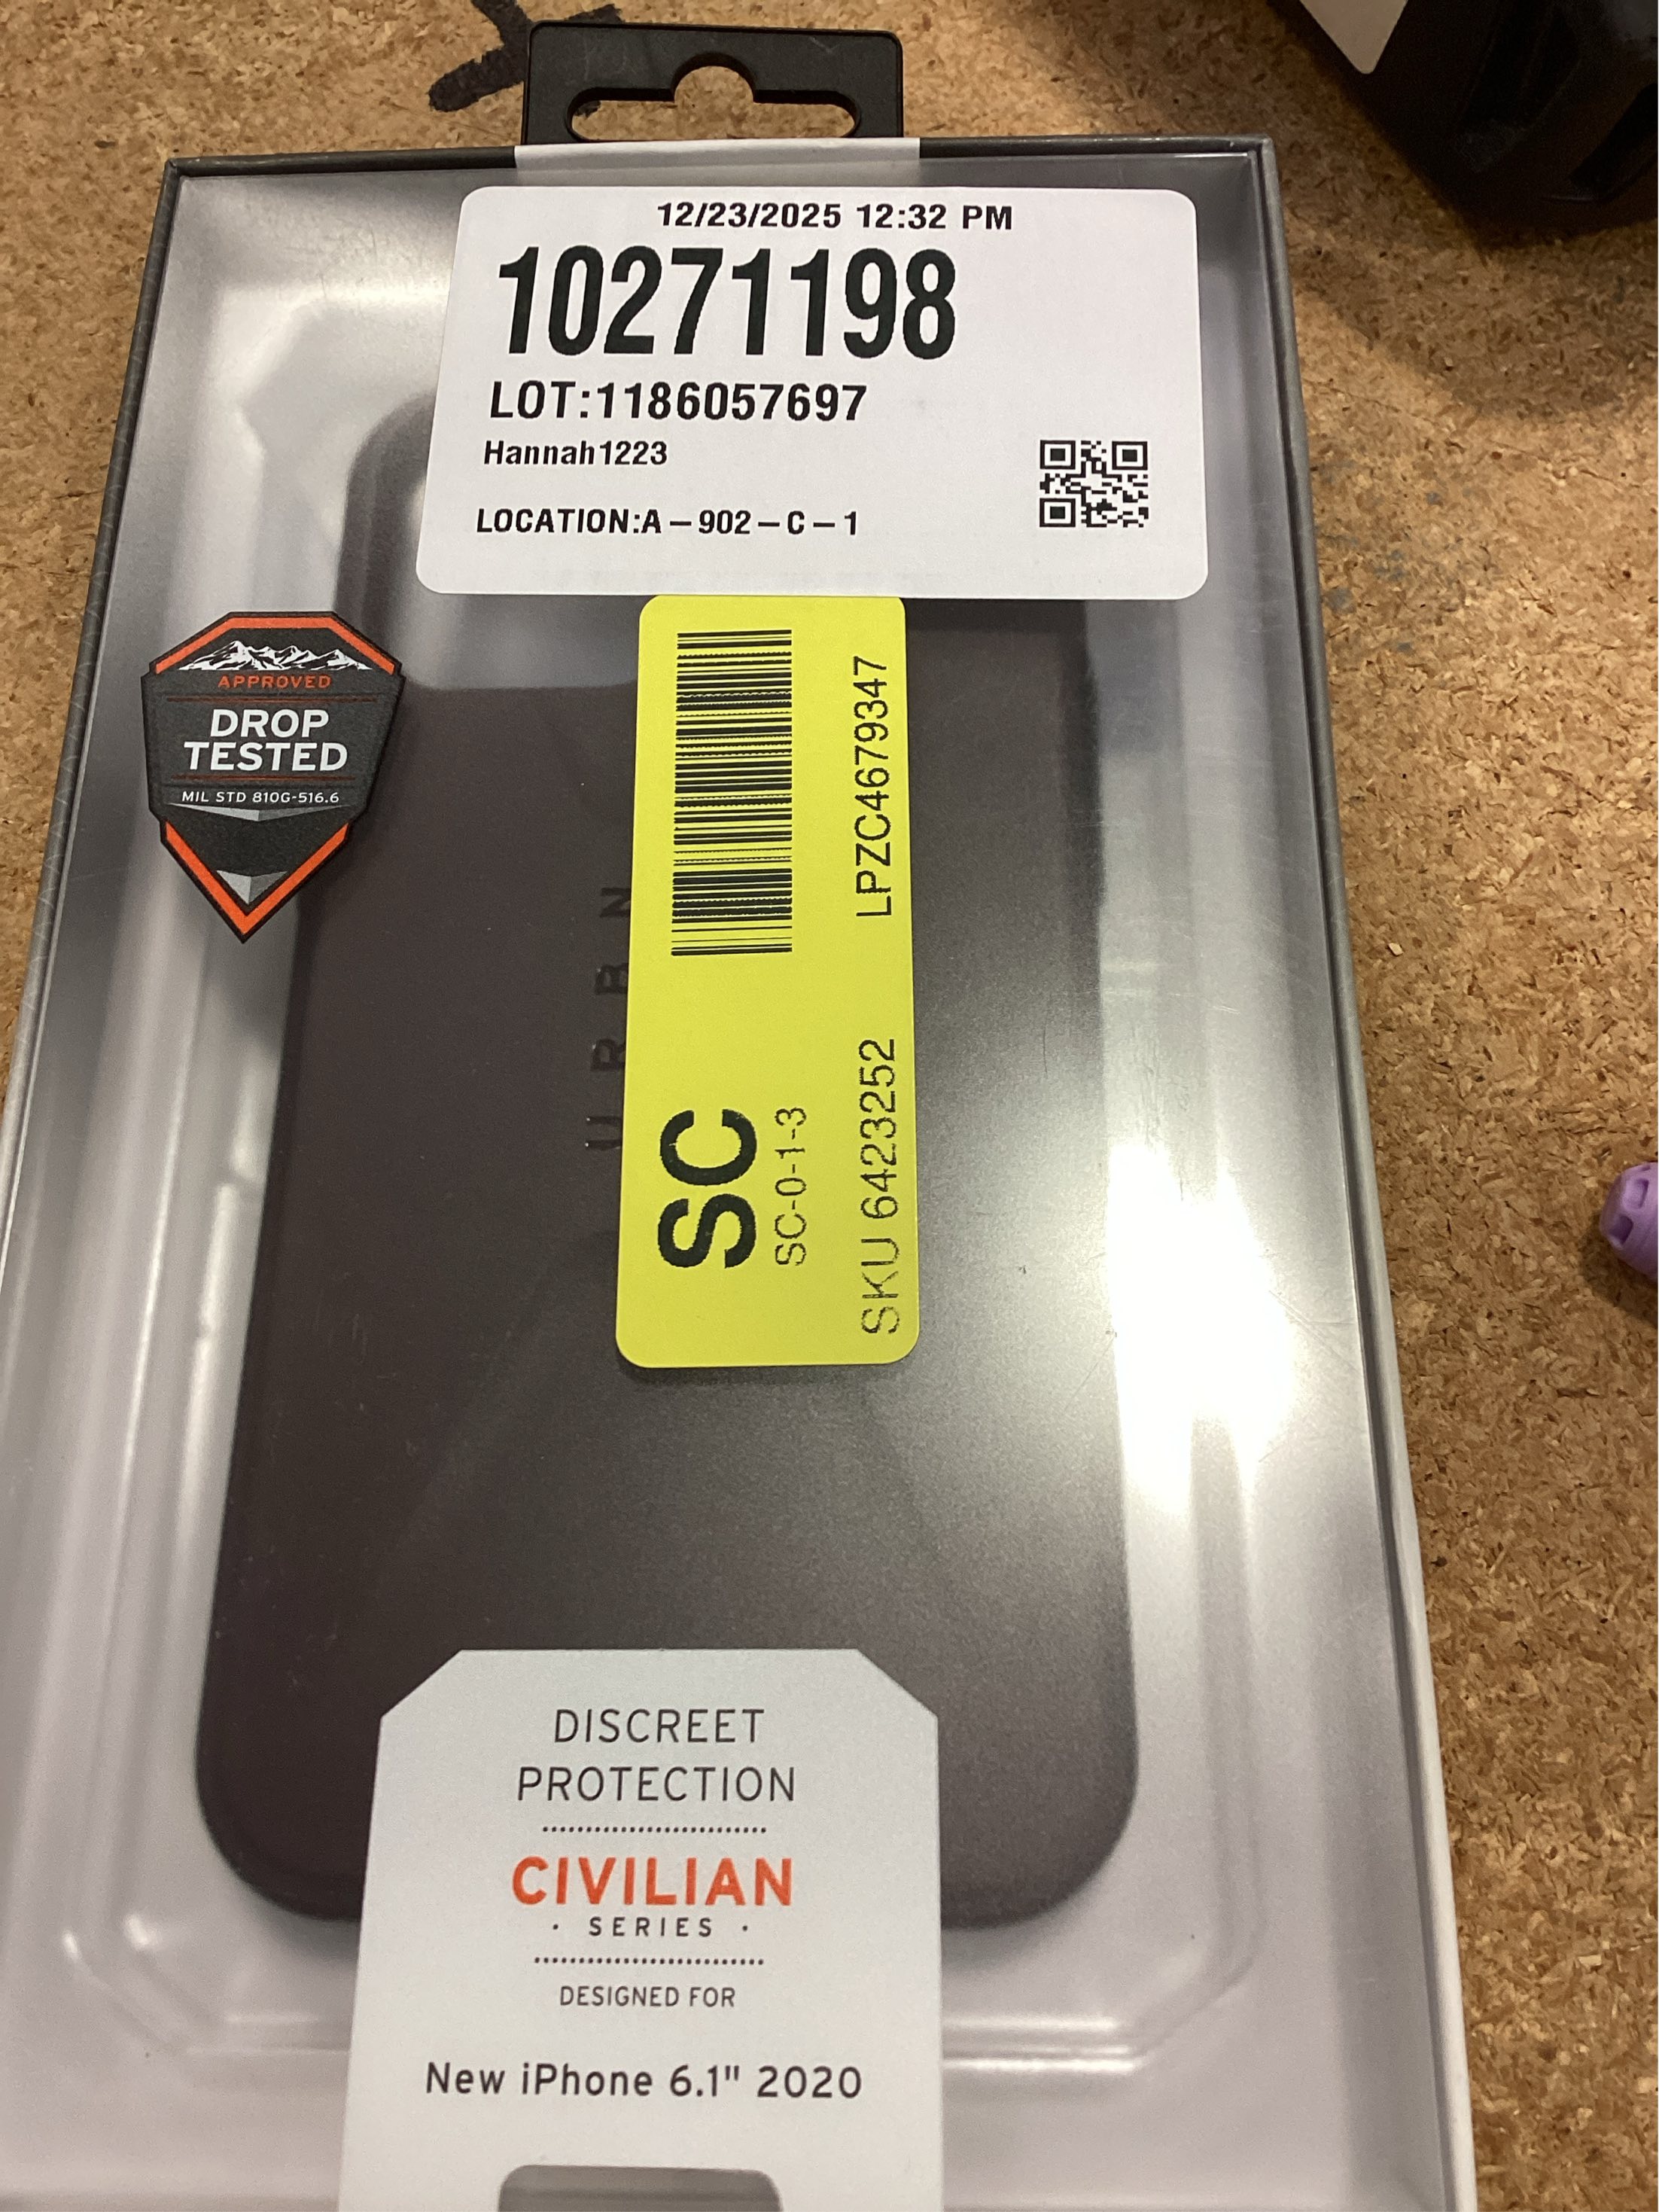 12/23/2025 12:32 PM
10271198
LOT:1186057697
Hannah1223
LOCATION:A-902-C-1
APPROVED
DROP
TESTED
MIL STD 810G-516.6
URBN
SC
SC-0-1-3
LPZC4679347
SKU 6423252
DISCREET
PROTECTION
CIVILIAN
· SERIES ·
DESIGNED FOR
New iPhone 6.1" 2020